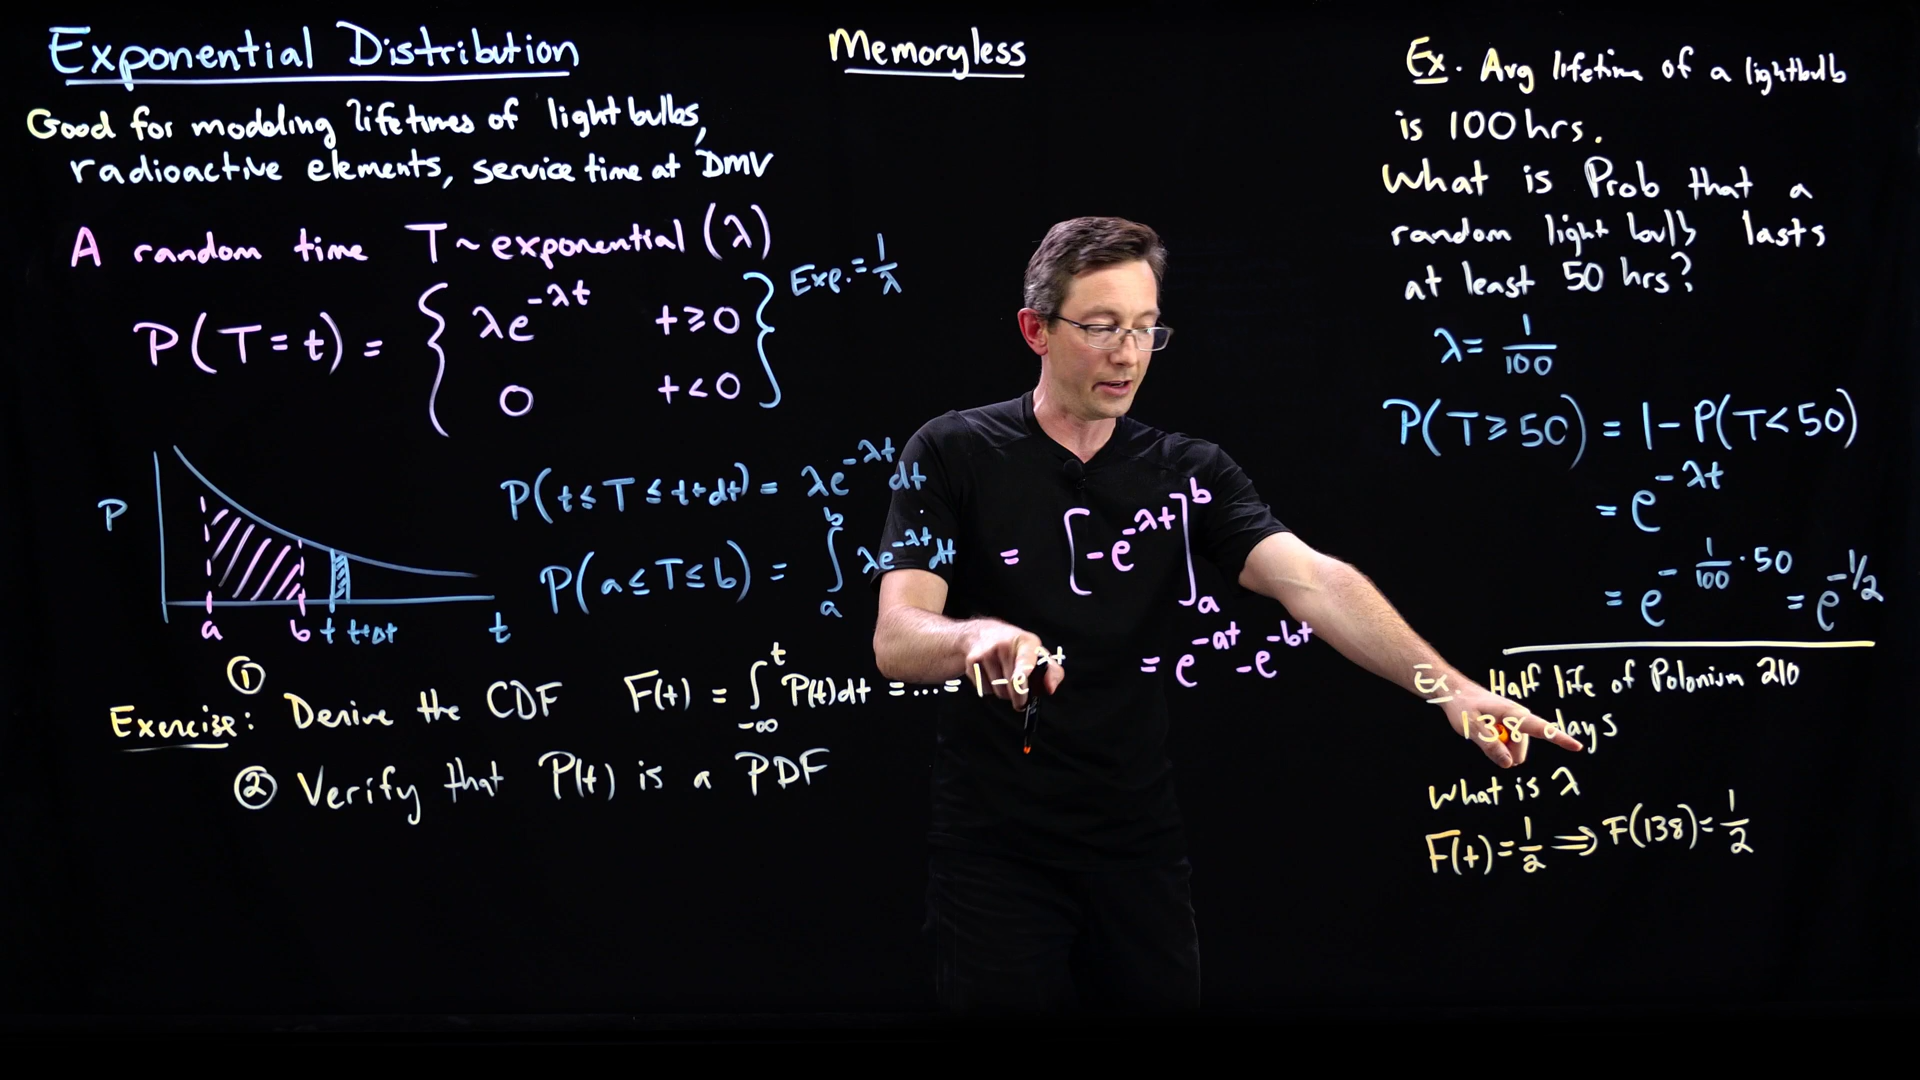 Exponential Distribution
Good for modeling lifetimes of light bulbs,
radioactive elements, service time at DMV
A random time T ~ exponential (λ)
P(T=t) = { λe^{-λt} t≥0
0 t<0 }
Exp. = 1/λ
P
a b t t+Δt t
P(t ≤ T ≤ t+dt) = λe^{-λt} dt
P(a ≤ T ≤ b) = ∫_a^b λe^{-λt} dt = [-e^{-λt}]_a^b
= e^{-at} - e^{-bt}
Exercise: ① Derive the CDF F(t) = ∫_{-∞}^t P(t)dt = ... = 1-e^{-λt}
② Verify that P(t) is a PDF
Memoryless
Ex. Avg lifetime of a lightbulb
is 100 hrs.
What is Prob that a
random light bulb lasts
at least 50 hrs?
λ = 1/100
P(T ≥ 50) = 1 - P(T < 50)
= e^{-λt}
= e^{-1/100 · 50} = e^{-1/2}
Ex. Half life of Polonium 210
138 days
What is λ
F(t) = 1/2 ⇒ F(138) = 1/2